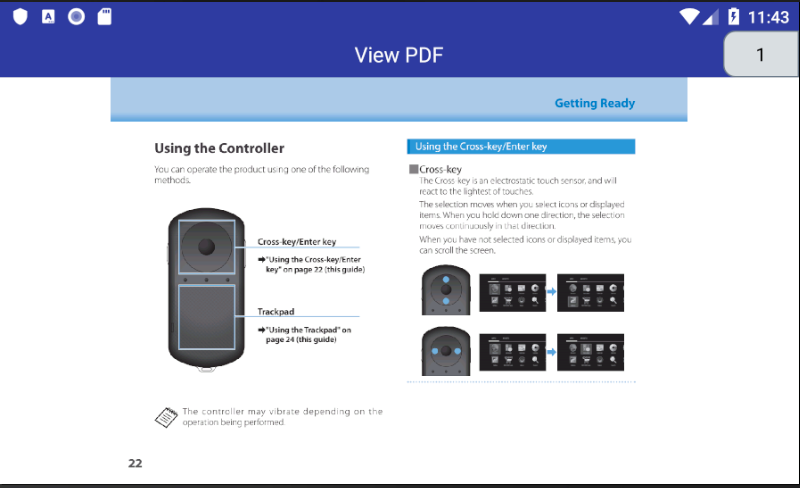 11:43
View PDF
1
Getting Ready
Using the Controller
You can operate the product using one of the following
methods.
Cross-key/Enter key
➡"Using the Cross-key/Enter
key" on page 22 (this guide)
Trackpad
➡"Using the Trackpad" on
page 24 (this guide)
The controller may vibrate depending on the
operation being performed.
22
Using the Cross-key/Enter key
■Cross-key
The Cross-key is an electrostatic touch sensor, and will
react to the lightest of touches.
The selection moves when you select icons or displayed
items. When you hold down one direction, the selection
moves continuously in that direction.
When you have not selected icons or displayed items, you
can scroll the screen.